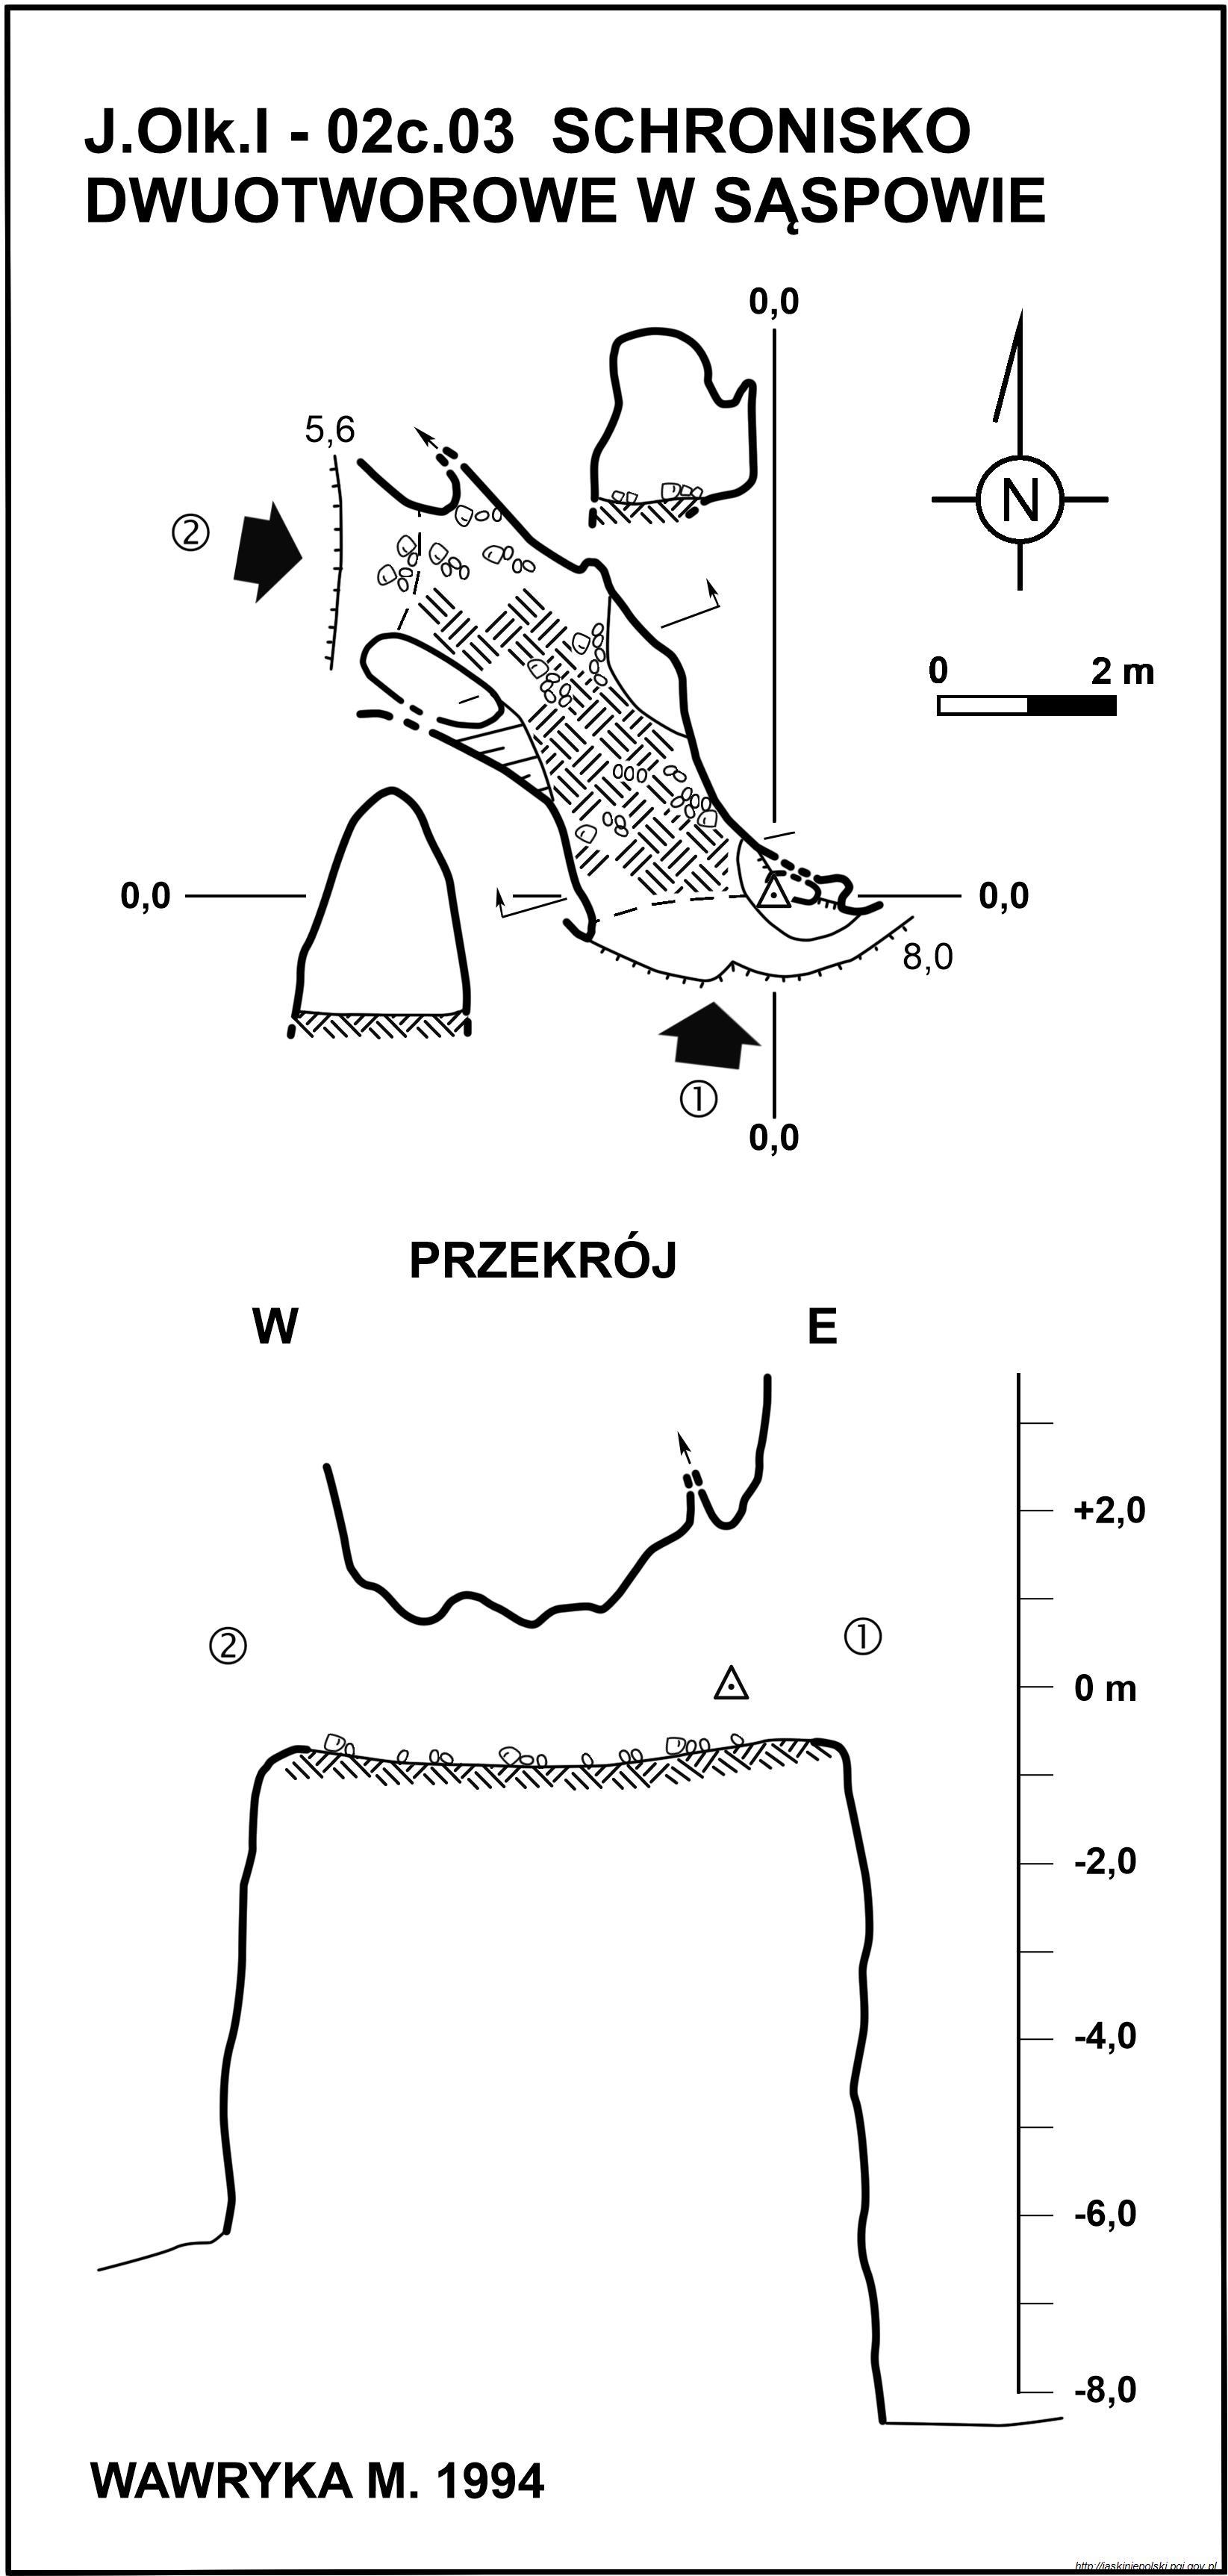 J.Olk.I - 02c.03 SCHRONISKO
DWUOTWOROWE W SĄSPOWIE
0,0
5,6
②
N
0 2 m
0,0
0,0
8,0
①
0,0
PRZEKRÓJ
W E
+2,0
② ①
0 m
-2,0
-4,0
-6,0
-8,0
WAWRYKA M. 1994
http://jaskiniepolski.pgi.gov.pl